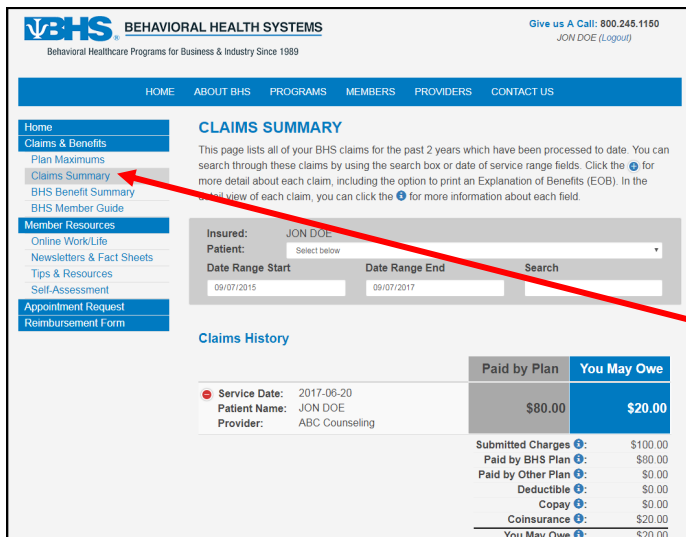 BHS® BEHAVIORAL HEALTH SYSTEMS
Behavioral Healthcare Programs for Business & Industry Since 1989
Give us A Call: 800.245.1150
JON DOE (Logout)
HOME ABOUT BHS PROGRAMS MEMBERS PROVIDERS CONTACT US
Home
Claims & Benefits
Plan Maximums
Claims Summary
BHS Benefit Summary
BHS Member Guide
Member Resources
Online Work/Life
Newsletters & Fact Sheets
Tips & Resources
Self-Assessment
Appointment Request
Reimbursement Form
CLAIMS SUMMARY
This page lists all of your BHS claims for the past 2 years which have been processed to date. You can
search through these claims by using the search box or date of service range fields. Click the + for
more detail about each claim, including the option to print an Explanation of Benefits (EOB). In the
detail view of each claim, you can click the i for more information about each field.
Insured: JON DOE
Patient: Select below
Date Range Start Date Range End Search
09/07/2015 09/07/2017
Claims History
Paid by Plan You May Owe
Service Date: 2017-06-20
Patient Name: JON DOE
Provider: ABC Counseling
$80.00 $20.00
Submitted Charges i: $100.00
Paid by BHS Plan i: $80.00
Paid by Other Plan i: $0.00
Deductible i: $0.00
Copay i: $0.00
Coinsurance i: $20.00
You May Owe i: $20.00